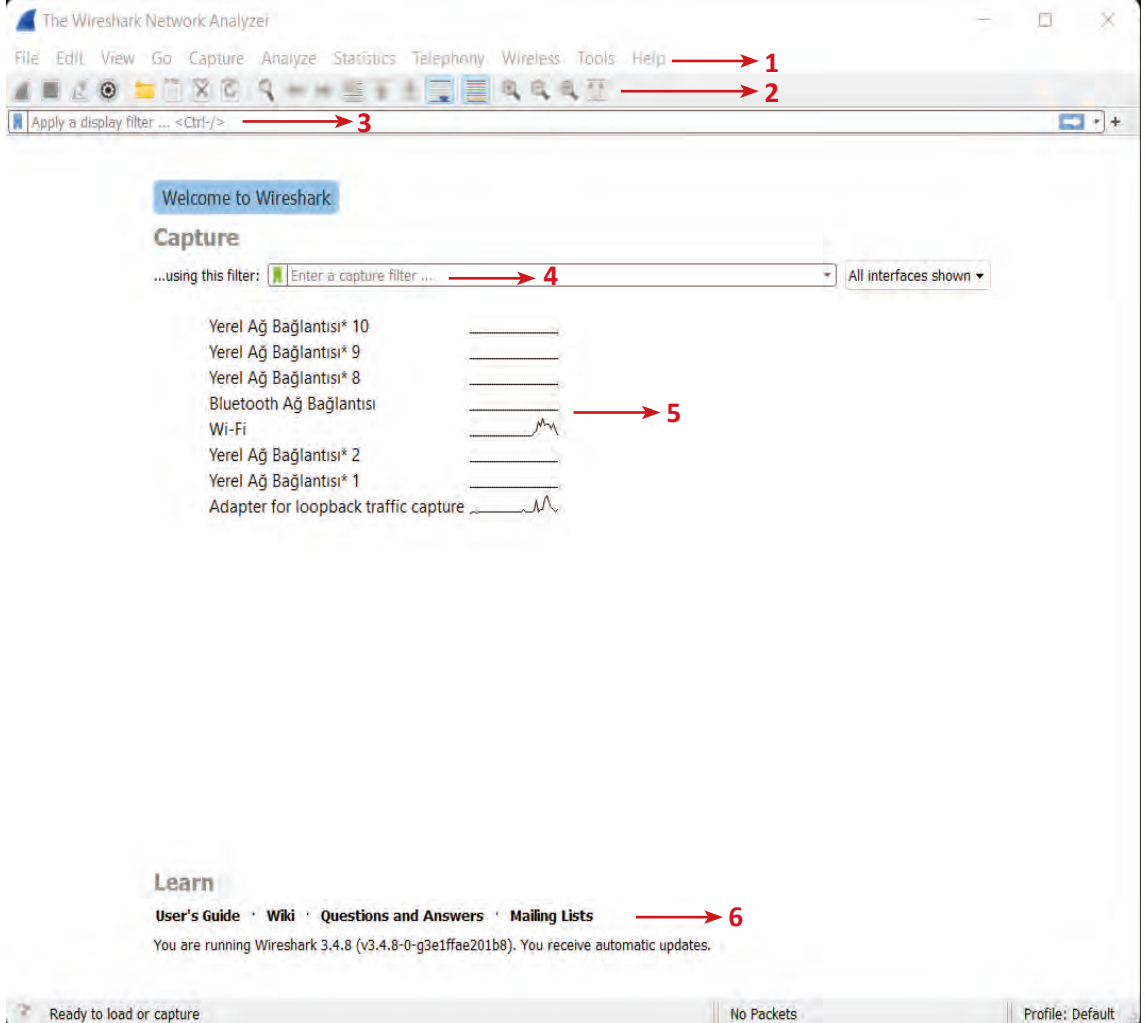 The Wireshark Network Analyzer
File Edit View Go Capture Analyze Statistics Telephony Wireless Tools Help 1
2
Apply a display filter ... <Ctrl-/> 3
+
Welcome to Wireshark
Capture
...using this filter: Enter a capture filter ... 4 All interfaces shown
Yerel Ağ Bağlantısı* 10
Yerel Ağ Bağlantısı* 9
Yerel Ağ Bağlantısı* 8
Bluetooth Ağ Bağlantısı
5
Wi-Fi
Yerel Ağ Bağlantısı* 2
Yerel Ağ Bağlantısı* 1
Adapter for loopback traffic capture
Learn
User's Guide · Wiki · Questions and Answers · Mailing Lists 6
You are running Wireshark 3.4.8 (v3.4.8-0-g3e1ffae201b8). You receive automatic updates.
Ready to load or capture No Packets Profile: Default